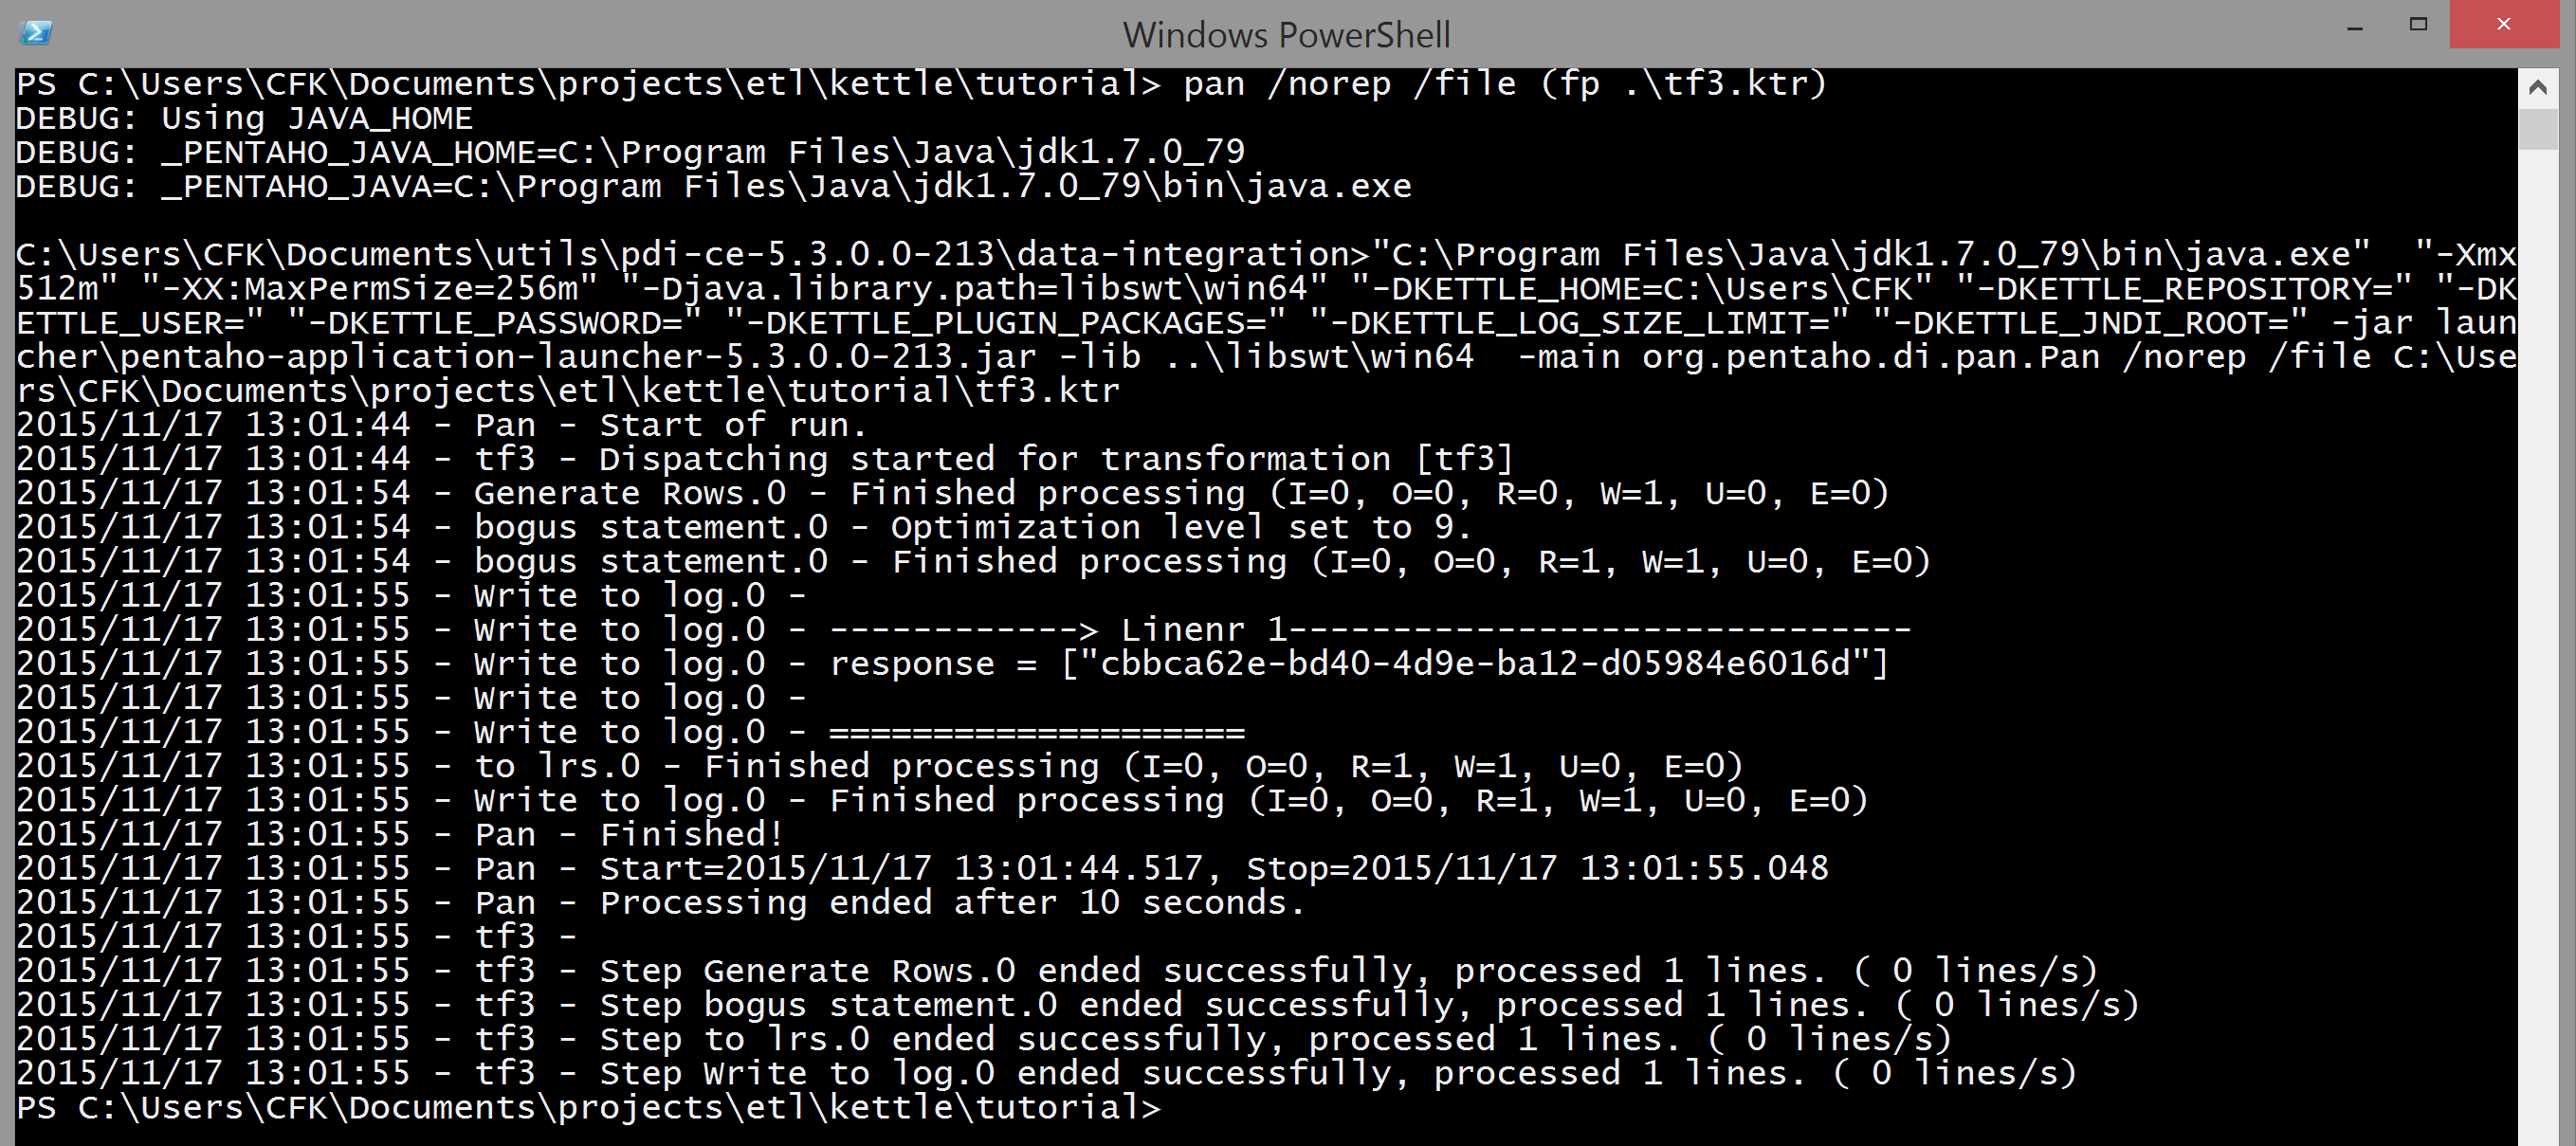 Windows PowerShell
PS C:\Users\CFK\Documents\projects\etl\kettle\tutorial> pan /norep /file (fp .\tf3.ktr)
DEBUG: Using JAVA_HOME
DEBUG: _PENTAHO_JAVA_HOME=C:\Program Files\Java\jdk1.7.0_79
DEBUG: _PENTAHO_JAVA=C:\Program Files\Java\jdk1.7.0_79\bin\java.exe
C:\Users\CFK\Documents\utils\pdi-ce-5.3.0.0-213\data-integration>"C:\Program Files\Java\jdk1.7.0_79\bin\java.exe"  "-Xmx
512m" "-XX:MaxPermSize=256m" "-Djava.library.path=libswt\win64" "-DKETTLE_HOME=C:\Users\CFK" "-DKETTLE_REPOSITORY=" "-DK
ETTLE_USER=" "-DKETTLE_PASSWORD=" "-DKETTLE_PLUGIN_PACKAGES=" "-DKETTLE_LOG_SIZE_LIMIT=" "-DKETTLE_JNDI_ROOT=" -jar laun
cher\pentaho-application-launcher-5.3.0.0-213.jar -lib ..\libswt\win64  -main org.pentaho.di.pan.Pan /norep /file C:\Use
rs\CFK\Documents\projects\etl\kettle\tutorial\tf3.ktr
2015/11/17 13:01:44 - Pan - Start of run.
2015/11/17 13:01:44 - tf3 - Dispatching started for transformation [tf3]
2015/11/17 13:01:54 - Generate Rows.0 - Finished processing (I=0, O=0, R=0, W=1, U=0, E=0)
2015/11/17 13:01:54 - bogus statement.0 - Optimization level set to 9.
2015/11/17 13:01:54 - bogus statement.0 - Finished processing (I=0, O=0, R=1, W=1, U=0, E=0)
2015/11/17 13:01:55 - Write to log.0 -
2015/11/17 13:01:55 - Write to log.0 - ------------> Linenr 1------------------------------
2015/11/17 13:01:55 - Write to log.0 - response = ["cbbca62e-bd40-4d9e-ba12-d05984e6016d"]
2015/11/17 13:01:55 - Write to log.0 -
2015/11/17 13:01:55 - Write to log.0 - ====================
2015/11/17 13:01:55 - to lrs.0 - Finished processing (I=0, O=0, R=1, W=1, U=0, E=0)
2015/11/17 13:01:55 - Write to log.0 - Finished processing (I=0, O=0, R=1, W=1, U=0, E=0)
2015/11/17 13:01:55 - Pan - Finished!
2015/11/17 13:01:55 - Pan - Start=2015/11/17 13:01:44.517, Stop=2015/11/17 13:01:55.048
2015/11/17 13:01:55 - Pan - Processing ended after 10 seconds.
2015/11/17 13:01:55 - tf3 -
2015/11/17 13:01:55 - tf3 - Step Generate Rows.0 ended successfully, processed 1 lines. ( 0 lines/s)
2015/11/17 13:01:55 - tf3 - Step bogus statement.0 ended successfully, processed 1 lines. ( 0 lines/s)
2015/11/17 13:01:55 - tf3 - Step to lrs.0 ended successfully, processed 1 lines. ( 0 lines/s)
2015/11/17 13:01:55 - tf3 - Step Write to log.0 ended successfully, processed 1 lines. ( 0 lines/s)
PS C:\Users\CFK\Documents\projects\etl\kettle\tutorial>